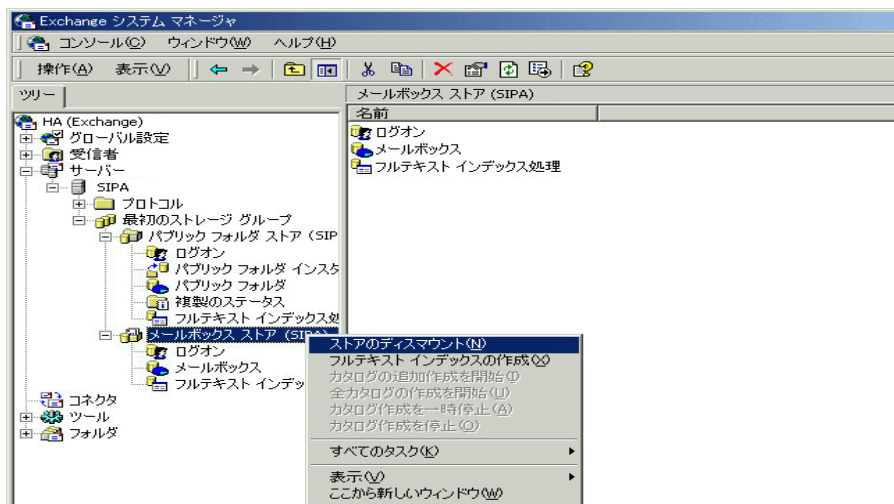 Exchange システム マネージャ
コンソール(C) ウィンドウ(W) ヘルプ(H)
操作(A) 表示(V)
ツリー
メールボックス ストア (SIPA)
名前
HA (Exchange)
グローバル設定
受信者
サーバー
SIPA
プロトコル
最初のストレージ グループ
パブリック フォルダ ストア (SIP
ログオン
パブリック フォルダ インスタ
パブリック フォルダ
複製のステータス
フルテキスト インデックス処
メールボックス ストア (SIPA)
ログオン
メールボックス
フルテキスト インデッ
コネクタ
ツール
フォルダ
ログオン
メールボックス
フルテキスト インデックス処理
ストアのディスマウント(N)
フルテキスト インデックスの作成(X)
カタログの追加作成を開始(I)
全カタログの作成を開始(U)
カタログ作成を一時停止(A)
カタログ作成を停止(O)
すべてのタスク(K)
表示(V)
ここから新しいウィンドウ(W)